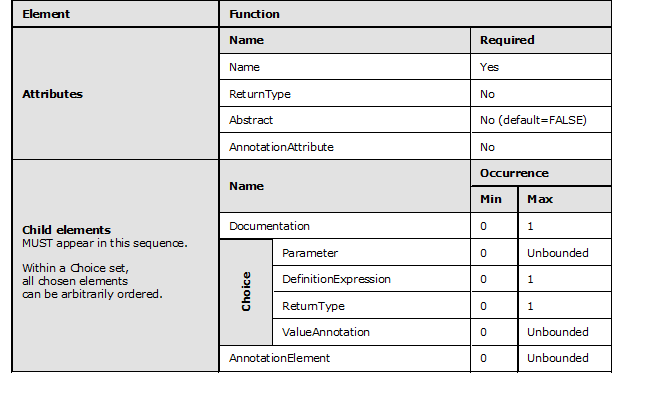 Element Function
Attributes
Name Required
Name Yes
ReturnType No
Abstract No (default=FALSE)
AnnotationAttribute No
Child elements
MUST appear in this sequence.
Within a Choice set,
all chosen elements
can be arbitrarily ordered.
Name Occurrence
Min Max
Documentation 0 1
Choice
Parameter 0 Unbounded
DefinitionExpression 0 1
ReturnType 0 1
ValueAnnotation 0 Unbounded
AnnotationElement 0 Unbounded